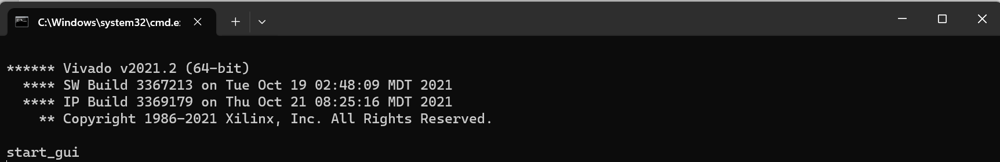 C:\Windows\system32\cmd.e
****** Vivado v2021.2 (64-bit)
**** SW Build 3367213 on Tue Oct 19 02:48:09 MDT 2021
**** IP Build 3369179 on Thu Oct 21 08:25:16 MDT 2021
** Copyright 1986-2021 Xilinx, Inc. All Rights Reserved.
start_gui